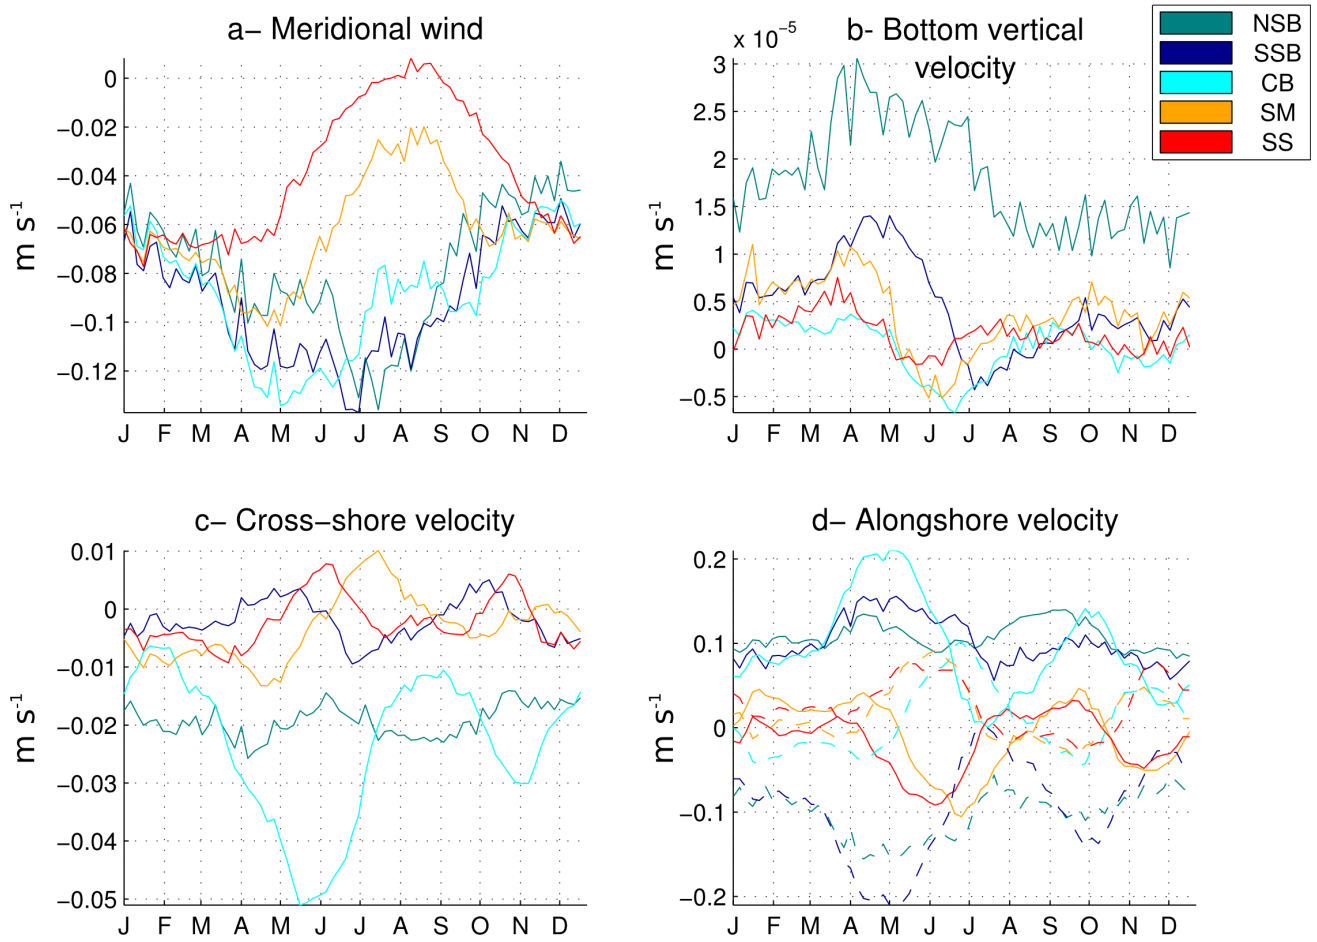 a− Meridional wind
0
−0.02
−0.04
−0.06
−0.08
−0.1
−0.12
m s-1
J F M A M J J A S O N D
x 10−5
b- Bottom vertical
velocity
3
2.5
2
1.5
1
0.5
0
−0.5
m s-1
J F M A M J J A S O N D
NSB
SSB
CB
SM
SS
c− Cross−shore velocity
0.01
0
−0.01
−0.02
−0.03
−0.04
−0.05
m s-1
J F M A M J J A S O N D
d− Alongshore velocity
0.2
0.1
0
−0.1
−0.2
m s-1
J F M A M J J A S O N D